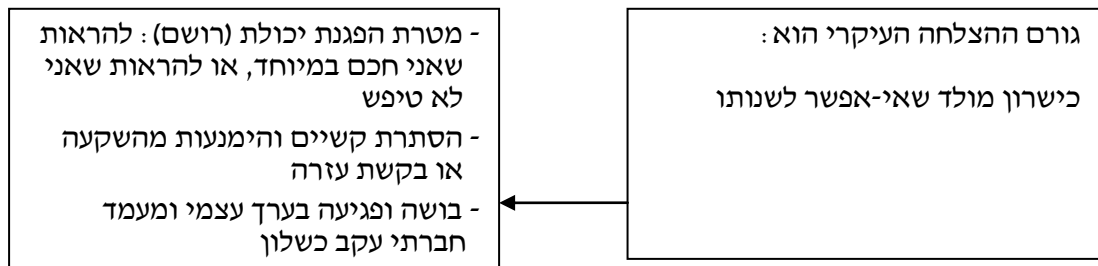 גורם ההצלחה העיקרי הוא:
כישרון מולד שאי-אפשר לשנותו
- מטרת הפגנת יכולת (רושם): להראות
שאני חכם במיוחד, או להראות שאני
לא טיפש
- הסתרת קשיים והימנעות מהשקעה
או בקשת עזרה
- בושה ופגיעה בערך עצמי ומעמד
חברתי עקב כשלון